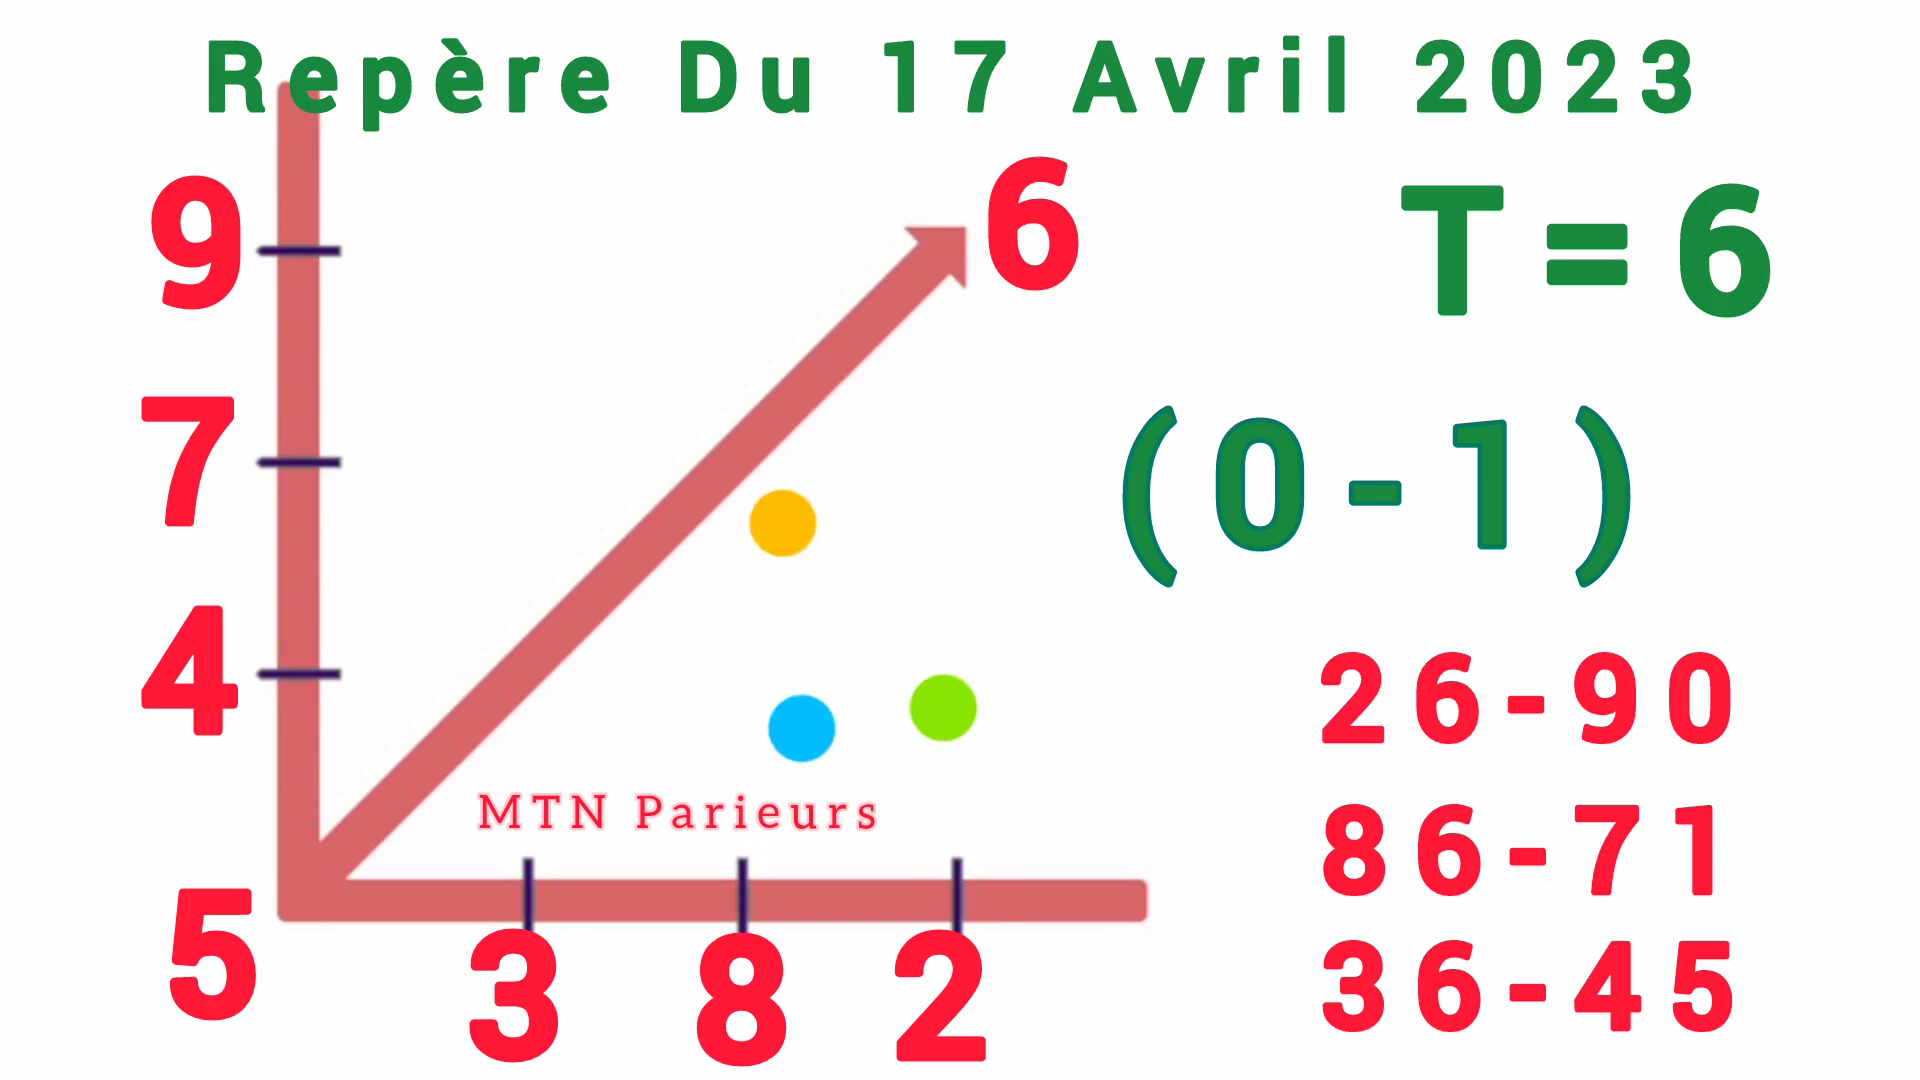 Repère Du 17 Avril 2023
9
6
T=6
7
(0-1)
4
26-90
MTN Parieurs
86-71
5
3 8 2
36-45